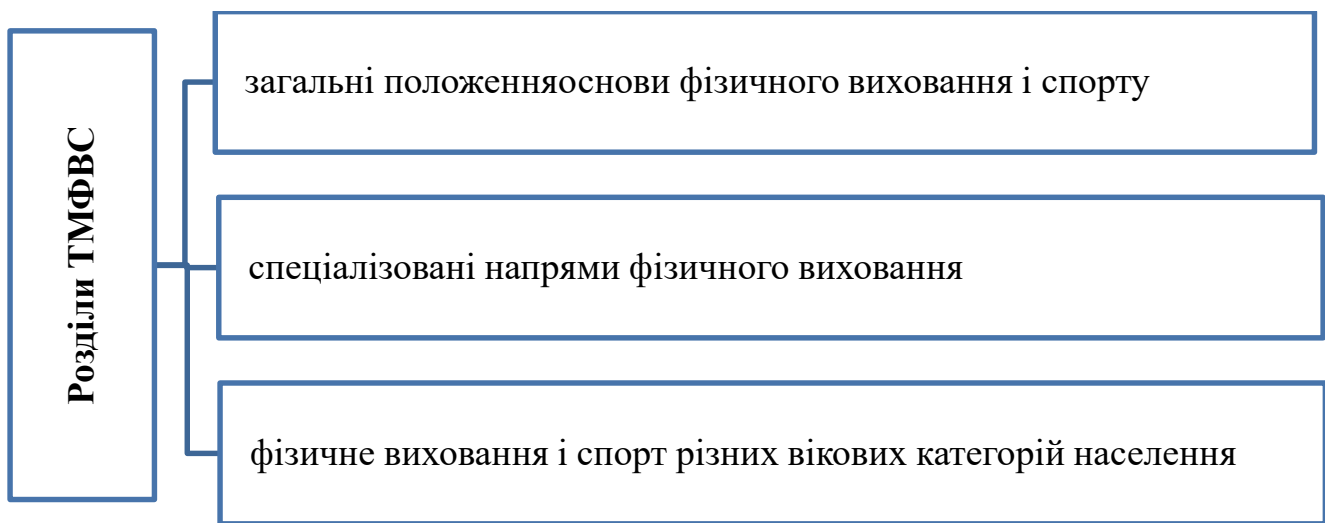 Розділи ТМФВС
загальні положенняоснови фізичного виховання і спорту
спеціалізовані напрями фізичного виховання
фізичне виховання і спорт різних вікових категорій населення